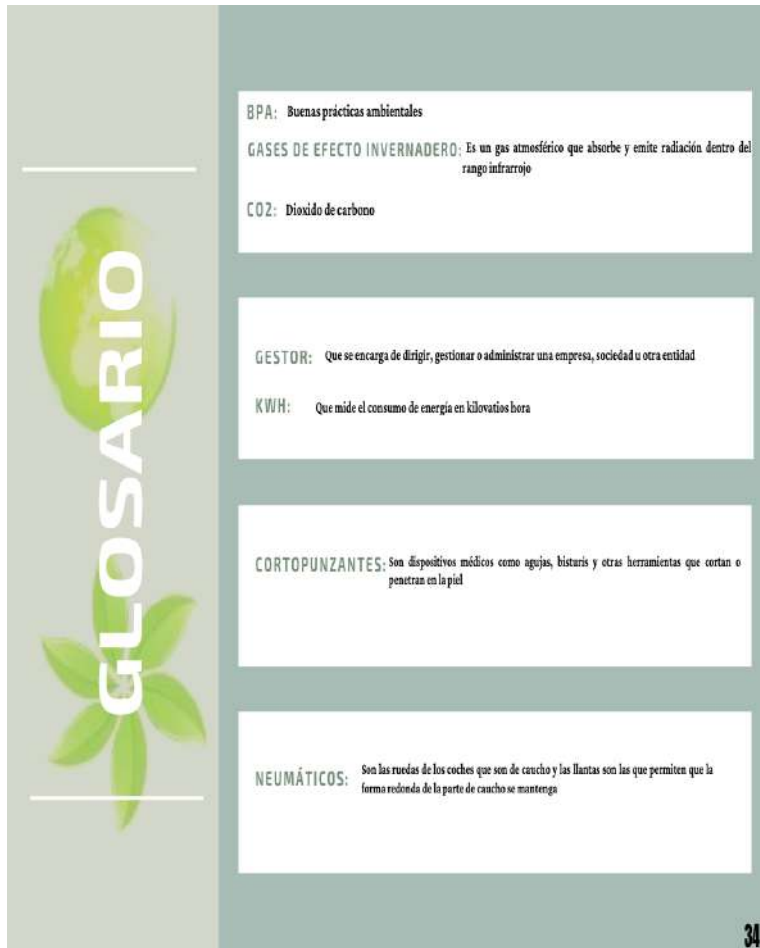 GLOSARIO
BPA: Buenas prácticas ambientales
GASES DE EFECTO INVERNADERO: Es un gas atmosférico que absorbe y emite radiación dentro del
rango infrarrojo
CO2: Dioxido de carbono
GESTOR: Que se encarga de dirigir, gestionar o administrar una empresa, sociedad u otra entidad
KWH: Que mide el consumo de energía en kilovatios hora
CORTOPUNZANTES: Son dispositivos médicos como agujas, bisturís y otras herramientas que cortan o
penetran en la piel
NEUMÁTICOS: Son las ruedas de los coches que son de caucho y las llantas son las que permiten que la
forma redonda de la parte de caucho se mantenga
34